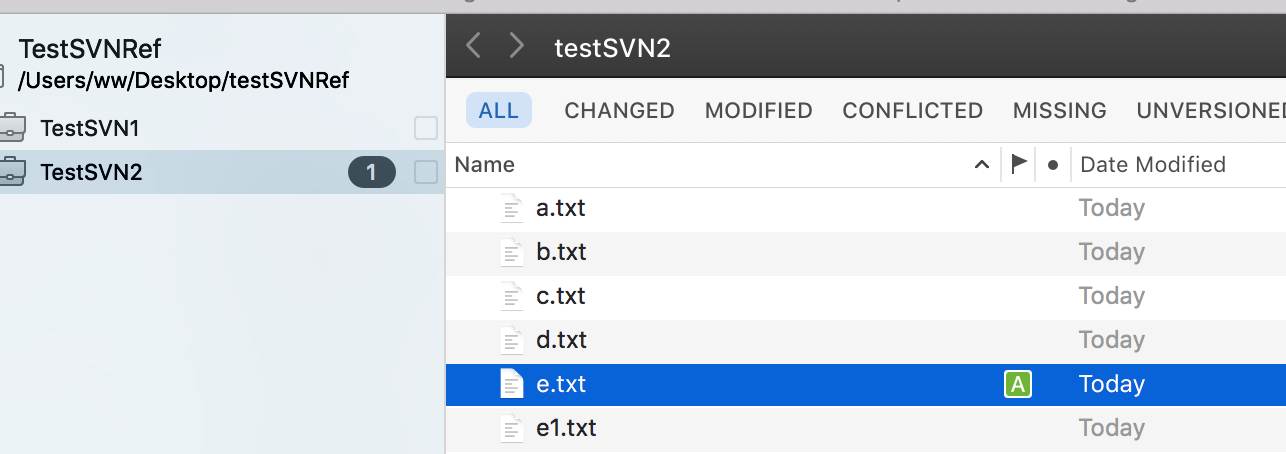 TestSVNRef
/Users/ww/Desktop/testSVNRef
TestSVN1
TestSVN2 1
testSVN2
ALL CHANGED MODIFIED CONFLICTED MISSING UNVERSIONED
Name Date Modified
a.txt Today
b.txt Today
c.txt Today
d.txt Today
e.txt A Today
e1.txt Today